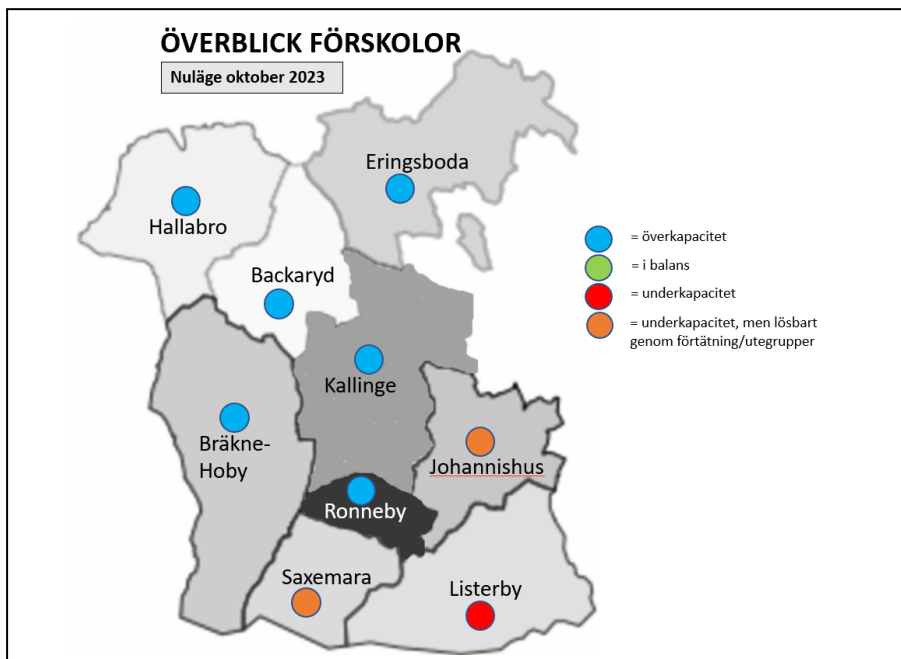 ÖVERBLICK FÖRSKOLOR
Nuläge oktober 2023
Eringsboda
Hallabro
Backaryd
Kallinge
Bräkne-
Hoby
Johannishus
Ronneby
Saxemara
Listerby
= överkapacitet
= i balans
= underkapacitet
= underkapacitet, men lösbart
genom förtätning/utegrupper